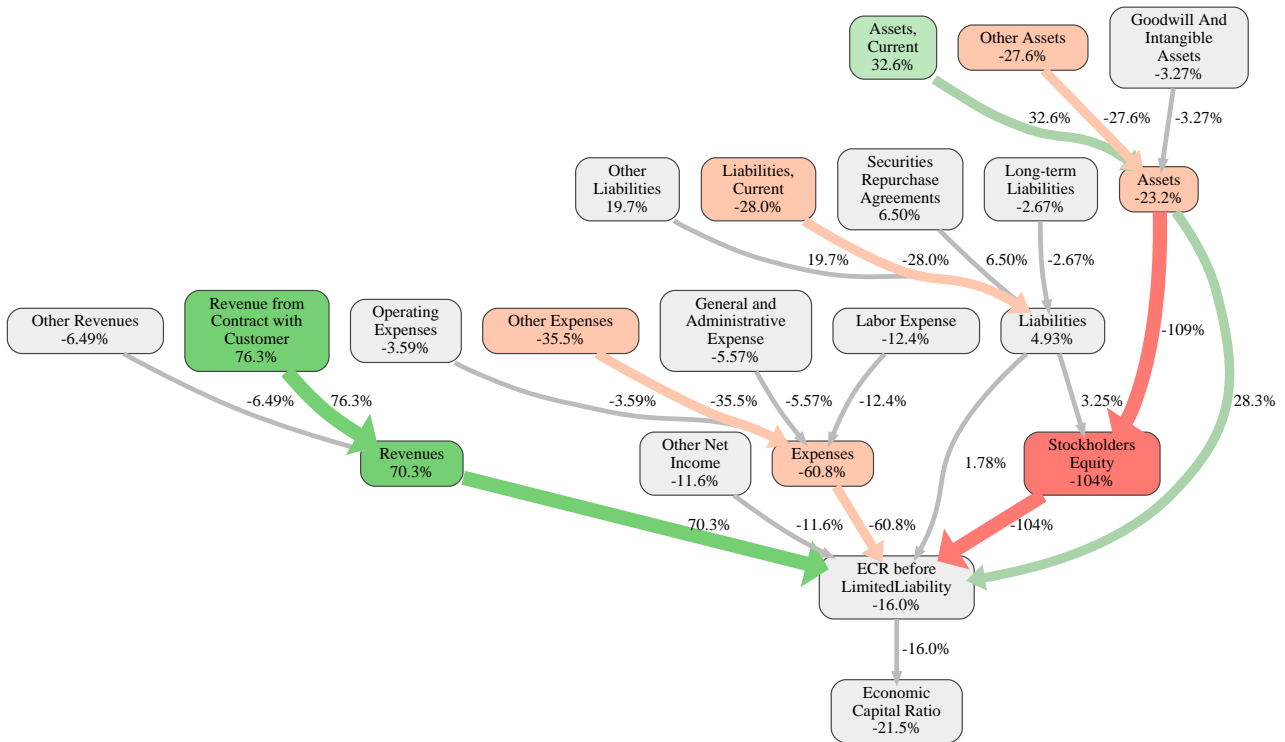 Assets,
Current
32.6%
Other Assets
-27.6%
Goodwill And
Intangible
Assets
-3.27%
32.6%
-27.6%
-3.27%
Other
Liabilities
19.7%
Liabilities,
Current
-28.0%
Securities
Repurchase
Agreements
6.50%
Long-term
Liabilities
-2.67%
Assets
-23.2%
19.7%
-28.0%
6.50%
-2.67%
Other Revenues
-6.49%
Revenue from
Contract with
Customer
76.3%
Operating
Expenses
-3.59%
Other Expenses
-35.5%
General and
Administrative
Expense
-5.57%
Labor Expense
-12.4%
Liabilities
4.93%
-109%
-6.49%
76.3%
-3.59%
-35.5%
-5.57%
-12.4%
3.25%
28.3%
Revenues
70.3%
Other Net
Income
-11.6%
Expenses
-60.8%
1.78%
Stockholders
Equity
-104%
70.3%
-11.6%
-60.8%
-104%
ECR before
LimitedLiability
-16.0%
-16.0%
Economic
Capital Ratio
-21.5%